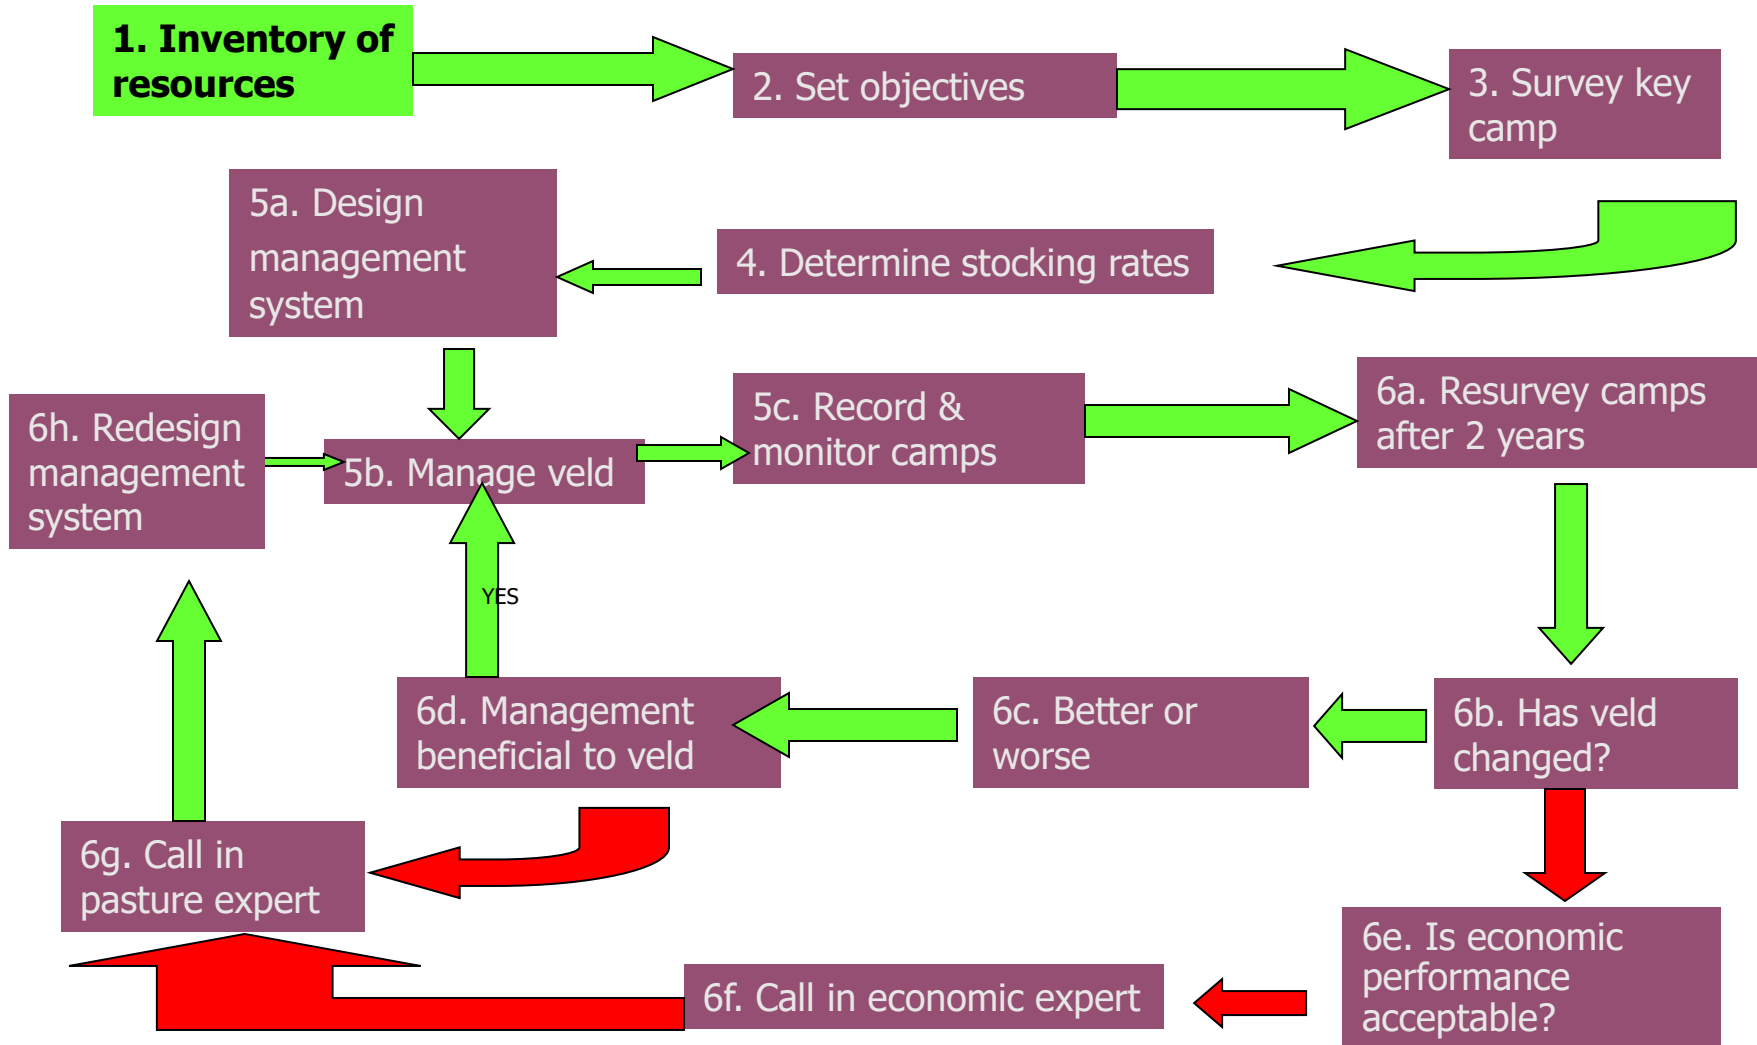 1. Inventory of
resources
2. Set objectives
3. Survey key
camp
5a. Design
management
system
4. Determine stocking rates
6h. Redesign
management
system
5b. Manage veld
5c. Record &
monitor camps
6a. Resurvey camps
after 2 years
YES
6d. Management
beneficial to veld
6c. Better or
worse
6b. Has veld
changed?
6g. Call in
pasture expert
6f. Call in economic expert
6e. Is economic
performance
acceptable?